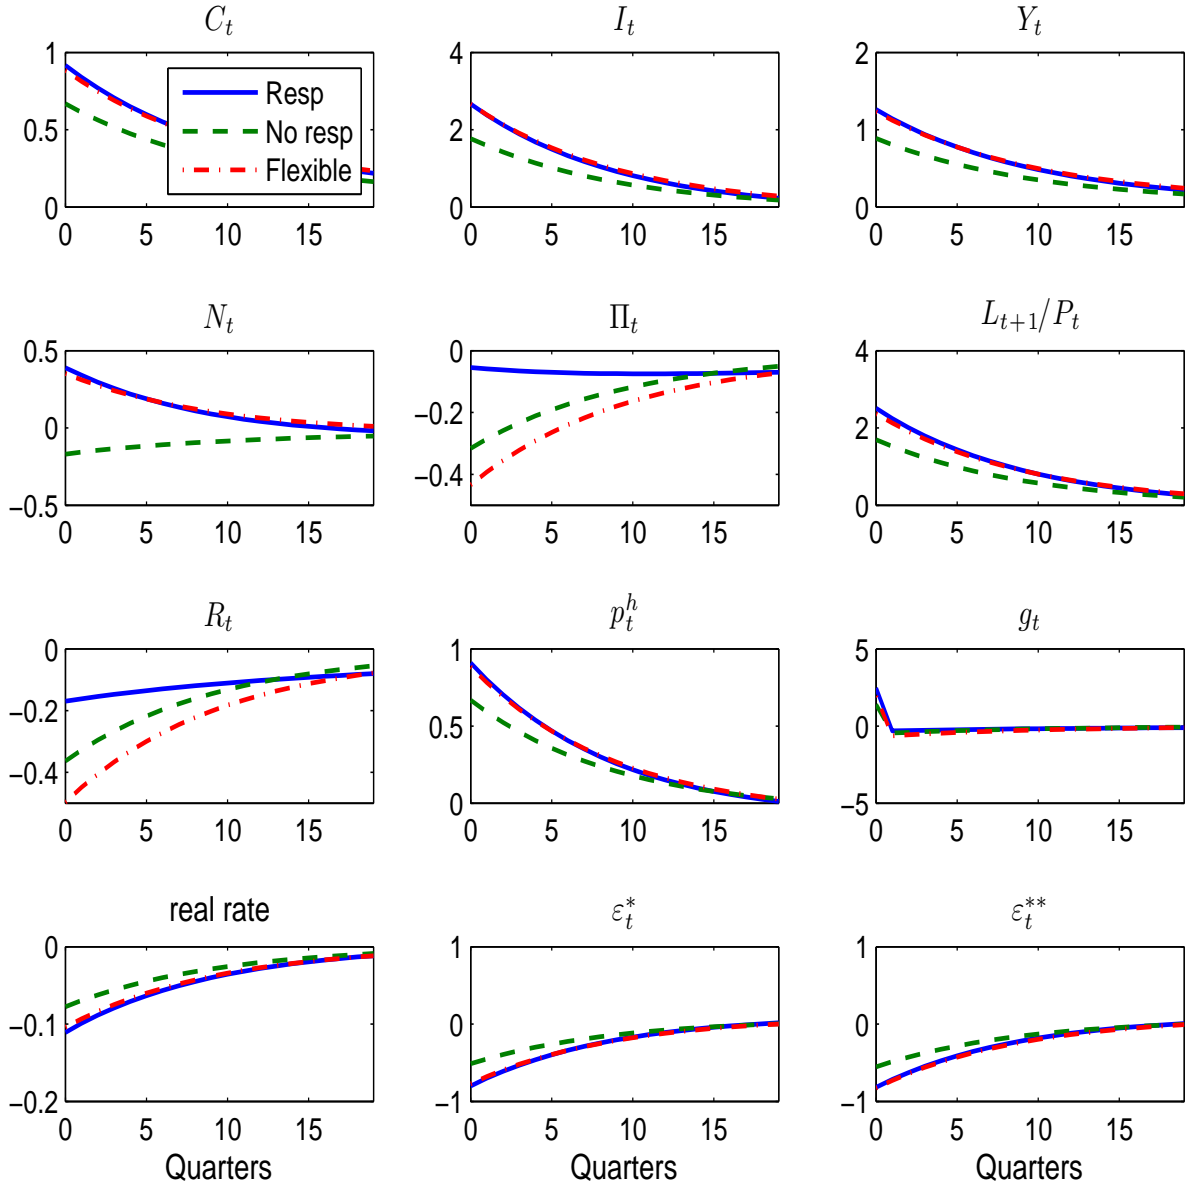 C_t I_t Y_t
1 4 2
Resp
0.5 2 1
No resp
Flexible
0 0 0
0 5 10 15 0 5 10 15 0 5 10 15
N_t Π_t L_{t+1}/P_t
0.5 0 4
0 −0.2 2
−0.4
−0.5 0
0 5 10 15 0 5 10 15 0 5 10 15
R_t p_t^h g_t
0 1 5
−0.2 0.5 0
−0.4
0 −5
0 5 10 15 0 5 10 15 0 5 10 15
real rate ε_t^* ε_t^{**}
0 1 1
−0.1 0 0
−0.2 −1 −1
0 5 10 15 0 5 10 15 0 5 10 15
Quarters Quarters Quarters